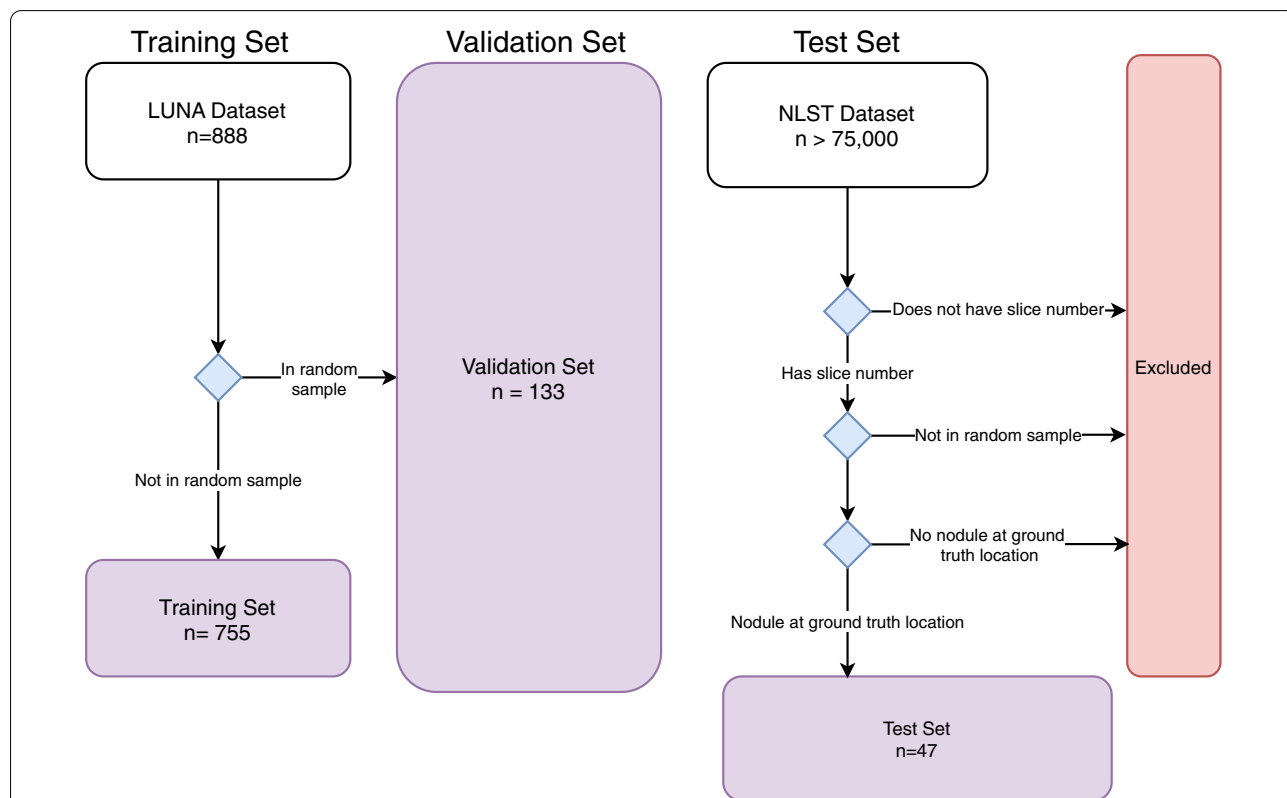 Training Set
Validation Set
Test Set
LUNA Dataset
n=888
NLST Dataset
n > 75,000
Does not have slice number
In random
sample
Validation Set
n = 133
Has slice number
Excluded
Not in random sample
Not in random sample
No nodule at ground
truth location
Training Set
n= 755
Nodule at ground truth location
Test Set
n=47